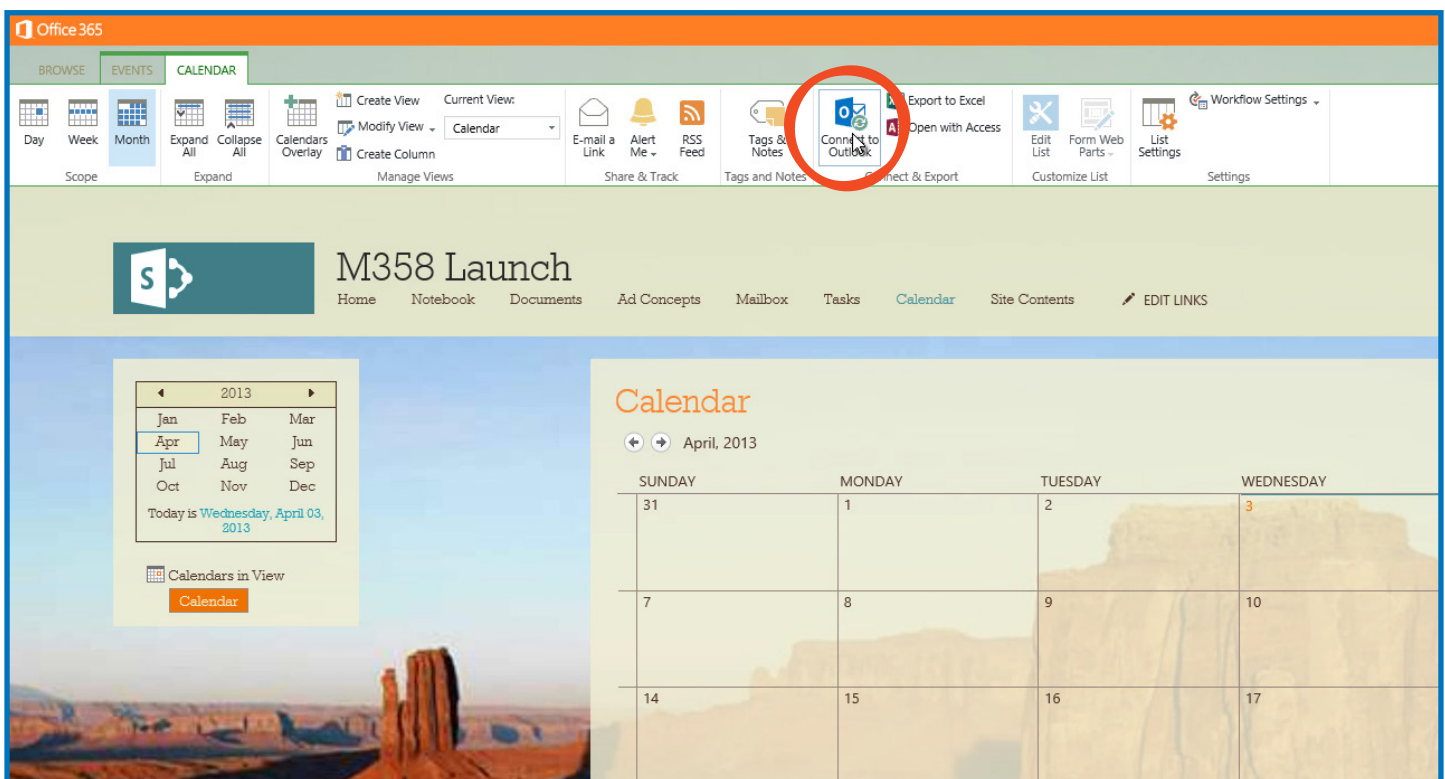 Office 365
BROWSE EVENTS CALENDAR
Day Week Month
Scope
Expand All Collapse All
Expand
Calendars Overlay
Create View
Modify View
Create Column
Current View:
Calendar
Manage Views
E-mail a Link
Alert Me
RSS Feed
Share & Track
Tags & Notes
Tags and Notes
Connect to Outlook
Export to Excel
Open with Access
Connect & Export
Edit List
Form Web Parts
Customize List
List Settings
Workflow Settings
Settings
S
M358 Launch
Home Notebook Documents Ad Concepts Mailbox Tasks Calendar Site Contents EDIT LINKS
2013
Jan Feb Mar
Apr May Jun
Jul Aug Sep
Oct Nov Dec
Today is Wednesday, April 03,
2013
Calendars in View
Calendar
Calendar
April, 2013
SUNDAY MONDAY TUESDAY WEDNESDAY
31 1 2 3
7 8 9 10
14 15 16 17